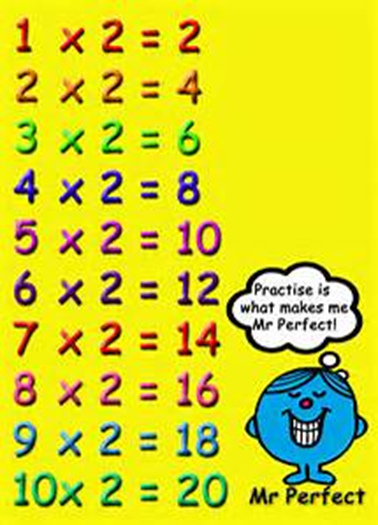 1 x 2 = 2
2 x 2 = 4
3 x 2 = 6
4 x 2 = 8
5 x 2 = 10
6 x 2 = 12
7 x 2 = 14
8 x 2 = 16
9 x 2 = 18
10x 2 = 20
Practise is
what makes me
Mr Perfect!
Mr Perfect